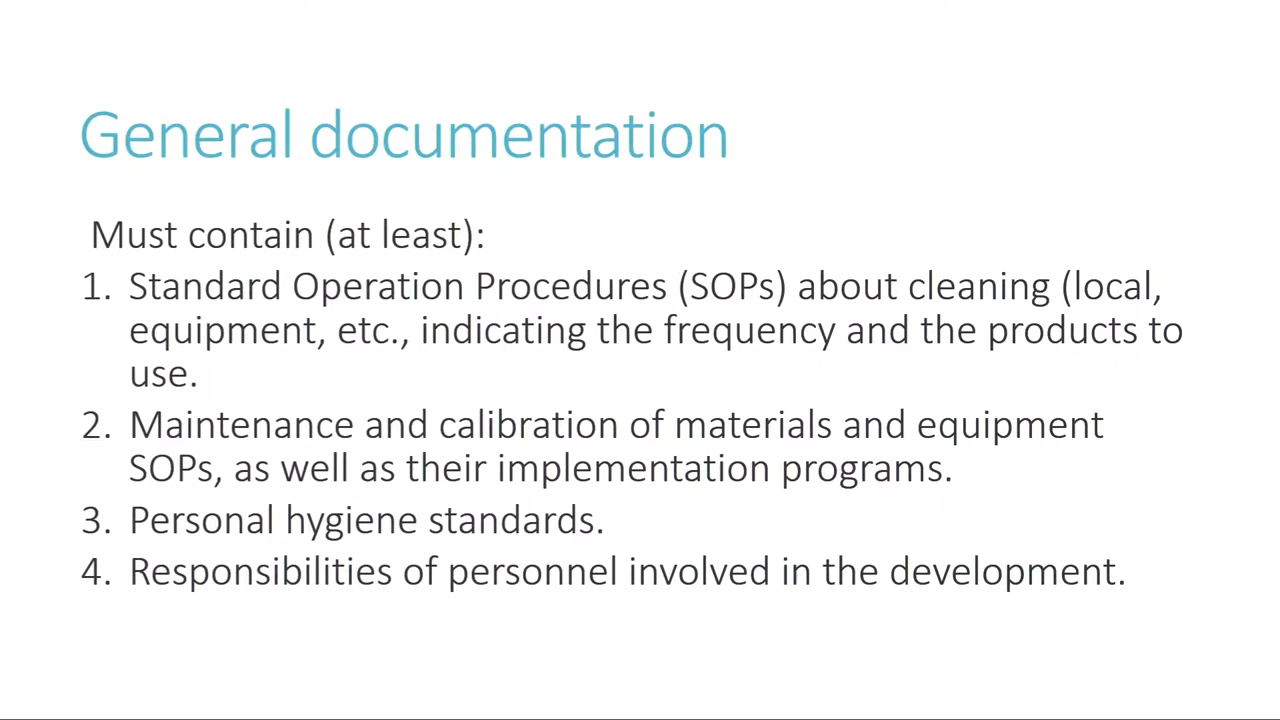 General documentation
Must contain (at least):
1. Standard Operation Procedures (SOPs) about cleaning (local,
equipment, etc., indicating the frequency and the products to
use.
2. Maintenance and calibration of materials and equipment
SOPs, as well as their implementation programs.
3. Personal hygiene standards.
4. Responsibilities of personnel involved in the development.